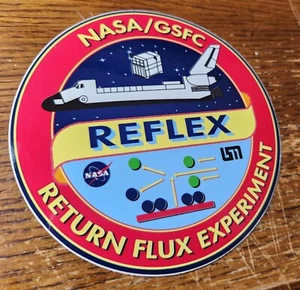 NASA/GSFC
REFLEX
NASA
RETURN FLUX EXPERIMENT